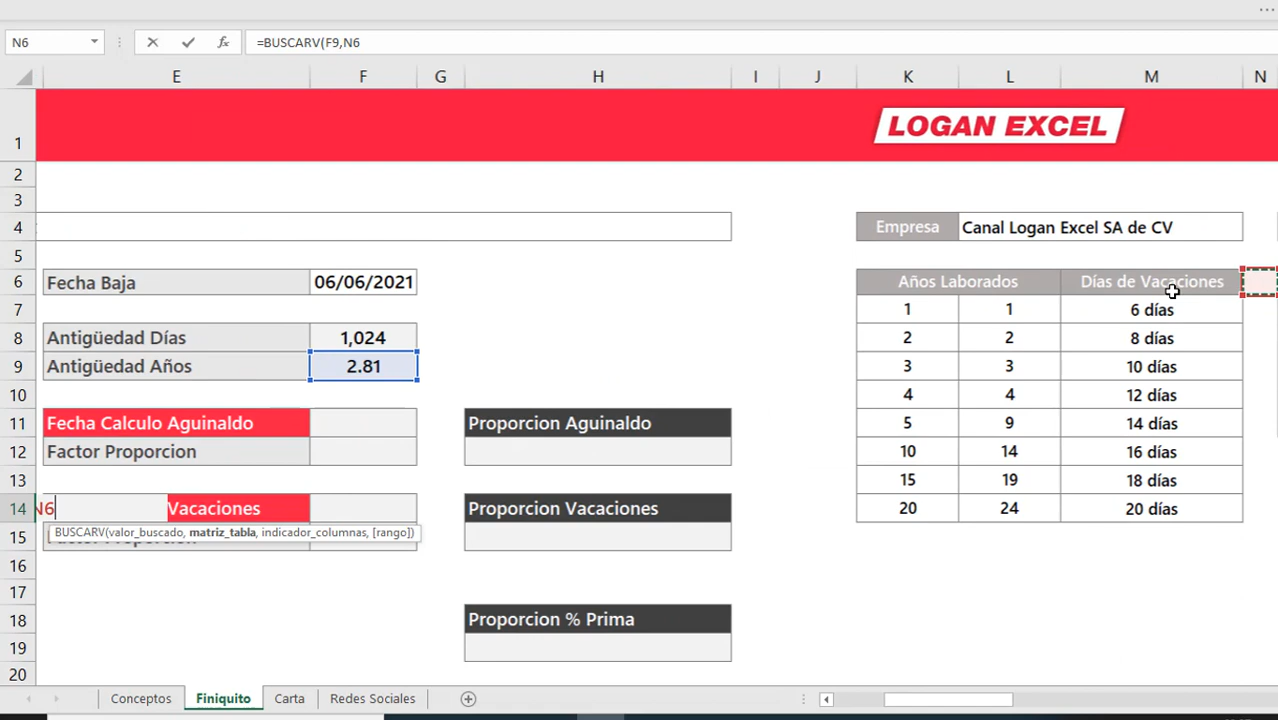 N6 fx =BUSCARV(F9,N6
E F G H I J K L M N
1 LOGAN EXCEL
2
3
4 Empresa Canal Logan Excel SA de CV
5
6 Fecha Baja 06/06/2021 Años Laborados Días de Vacaciones
7 1 1 6 días
8 Antigüedad Días 1,024 2 2 8 días
9 Antigüedad Años 2.81 3 3 10 días
10 4 4 12 días
11 Fecha Calculo Aguinaldo Proporcion Aguinaldo 5 9 14 días
12 Factor Proporcion 10 14 16 días
13 15 19 18 días
14 N6 Vacaciones Proporcion Vacaciones 20 24 20 días
BUSCARV(valor_buscado, matriz_tabla, indicador_columnas, [rango])
15 Factor Proporcion
16
17
18 Proporcion % Prima
19
20
Conceptos Finiquito Carta Redes Sociales